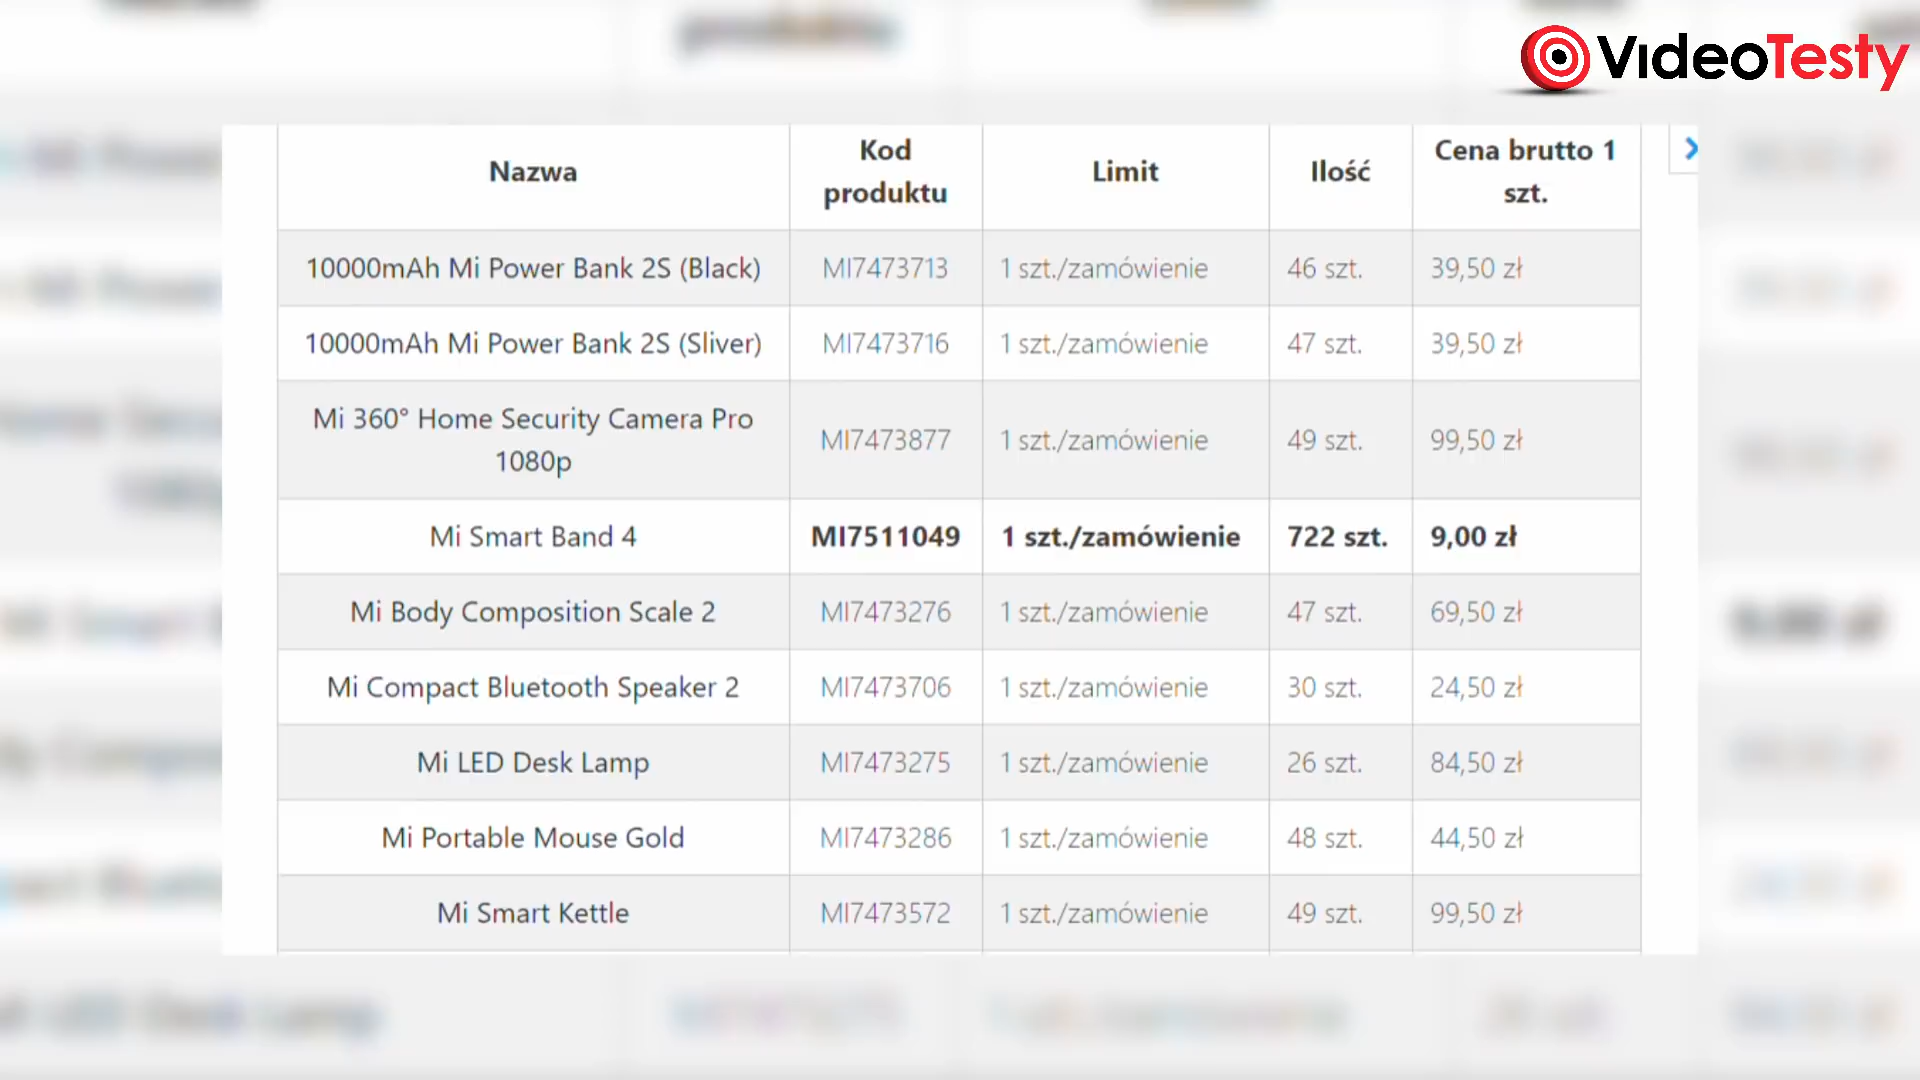 VideoTesty
Nazwa
Kod
produktu
Limit
Ilość
Cena brutto 1
szt.
10000mAh Mi Power Bank 2S (Black) MI7473713 1 szt./zamówienie 46 szt. 39,50 zł
10000mAh Mi Power Bank 2S (Sliver) MI7473716 1 szt./zamówienie 47 szt. 39,50 zł
Mi 360° Home Security Camera Pro
1080p
MI7473877 1 szt./zamówienie 49 szt. 99,50 zł
Mi Smart Band 4 MI7511049 1 szt./zamówienie 722 szt. 9,00 zł
Mi Body Composition Scale 2 MI7473276 1 szt./zamówienie 47 szt. 69,50 zł
Mi Compact Bluetooth Speaker 2 MI7473706 1 szt./zamówienie 30 szt. 24,50 zł
Mi LED Desk Lamp MI7473275 1 szt./zamówienie 26 szt. 84,50 zł
Mi Portable Mouse Gold MI7473286 1 szt./zamówienie 48 szt. 44,50 zł
Mi Smart Kettle MI7473572 1 szt./zamówienie 49 szt. 99,50 zł